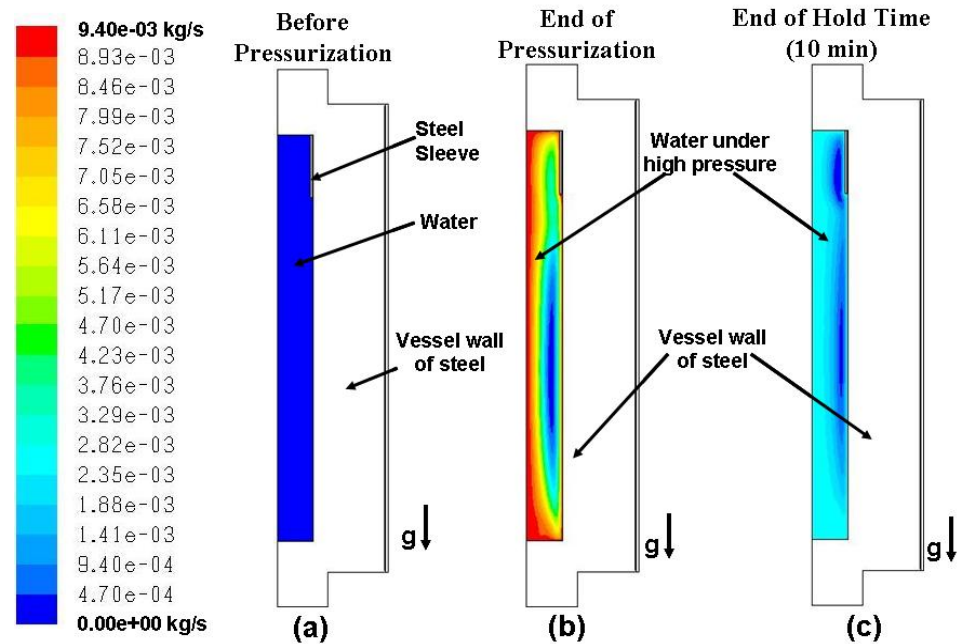 9.40e-03 kg/s
8.93e-03
8.46e-03
7.99e-03
7.52e-03
7.05e-03
6.58e-03
6.11e-03
5.64e-03
5.17e-03
4.70e-03
4.23e-03
3.76e-03
3.29e-03
2.82e-03
2.35e-03
1.88e-03
1.41e-03
9.40e-04
4.70e-04
0.00e+00 kg/s
Before
Pressurization
Steel
Sleeve
Water
Vessel wall
of steel
g
(a)
End of
Pressurization
Water under
high pressure
Vessel wall
of steel
g
(b)
End of Hold Time
(10 min)
g
(c)